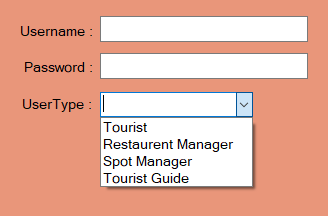 Username :
Password :
UserType :
Tourist
Restaurent Manager
Spot Manager
Tourist Guide